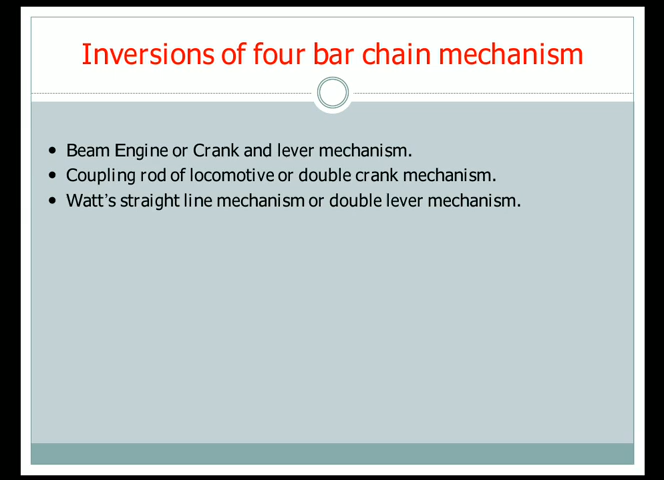 Inversions of four bar chain mechanism
• Beam Engine or Crank and lever mechanism.
• Coupling rod of locomotive or double crank mechanism.
• Watt’s straight line mechanism or double lever mechanism.